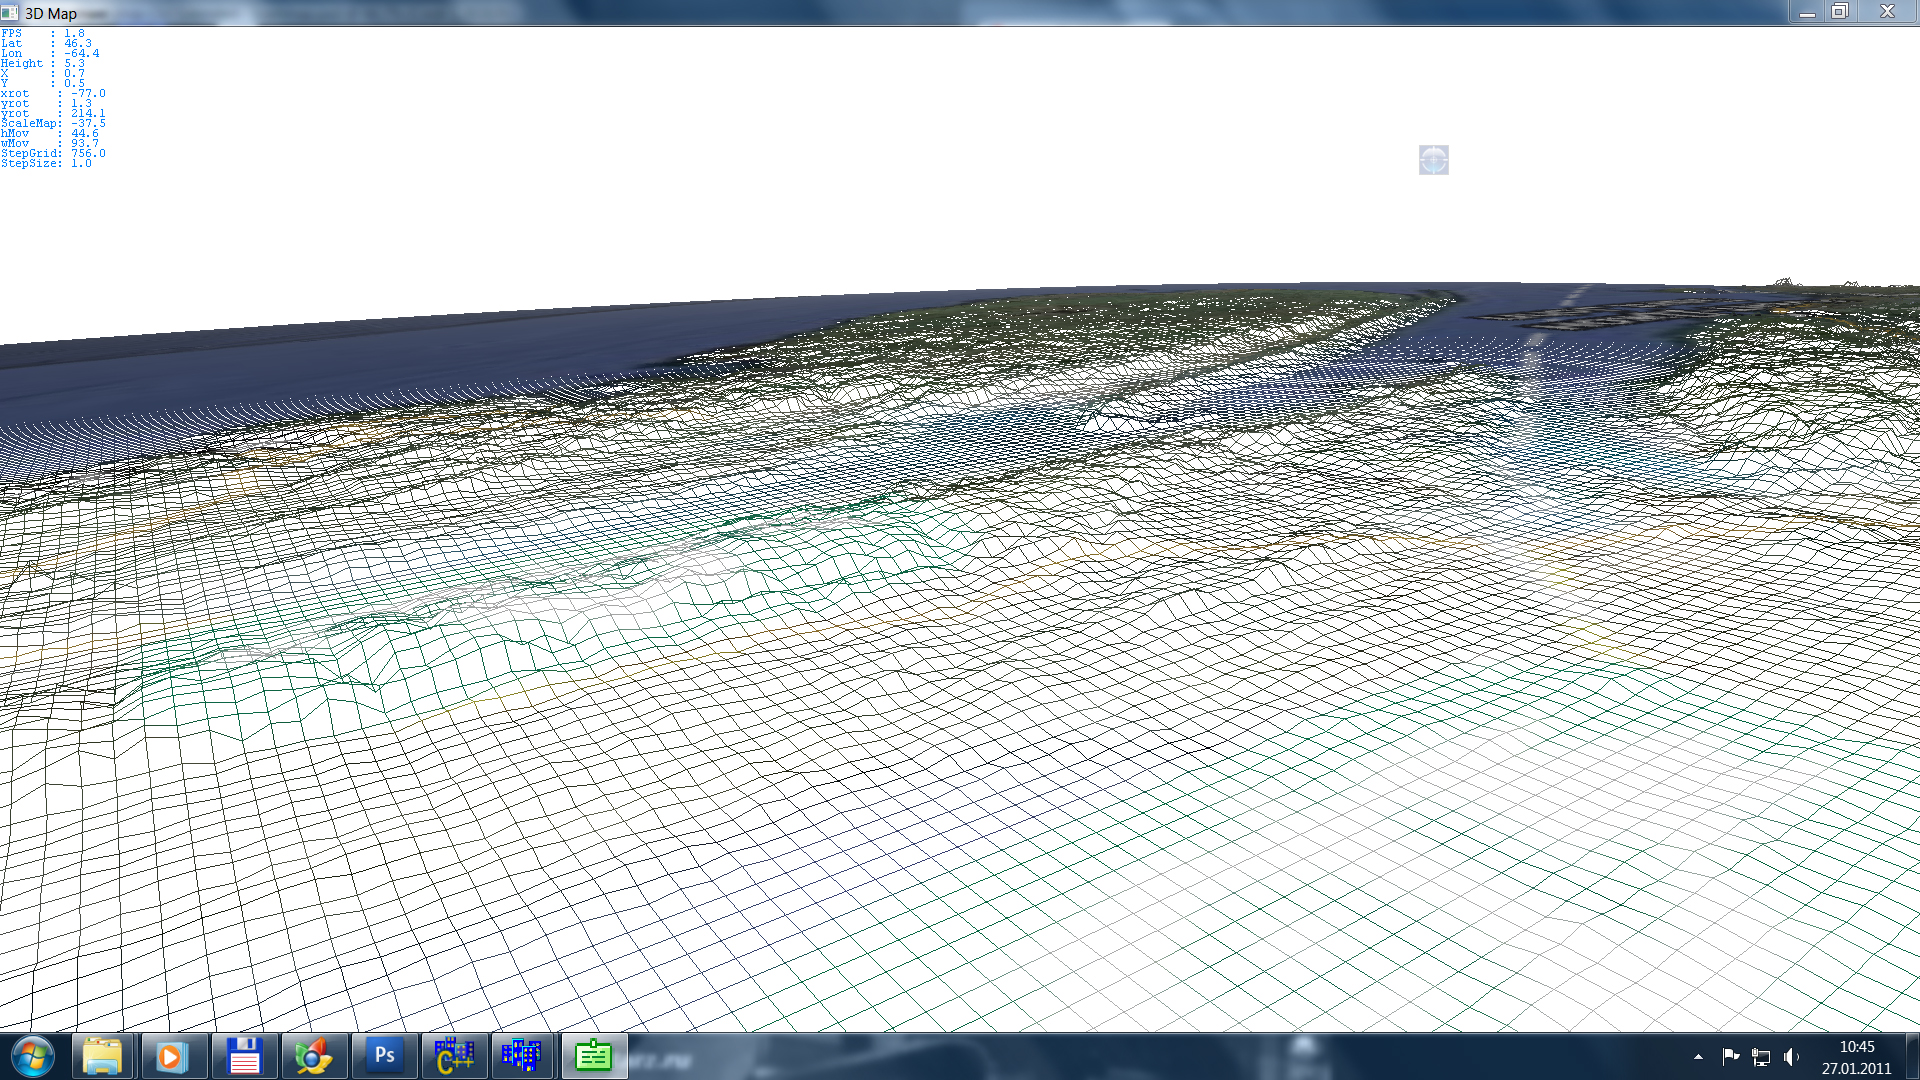 3D Map
FPS : 1.8
Lat : 46.3
Lon : -64.4
Height : 5.3
X : 0.7
Y : 0.5
xrot : -77.0
yrot : 1.3
yrot : 214.1
ScaleMap: -37.5
hMov : 44.6
wMov : 93.7
StepGrid: 756.0
StepSize: 1.0
Ps
C++
10:45
27.01.2011